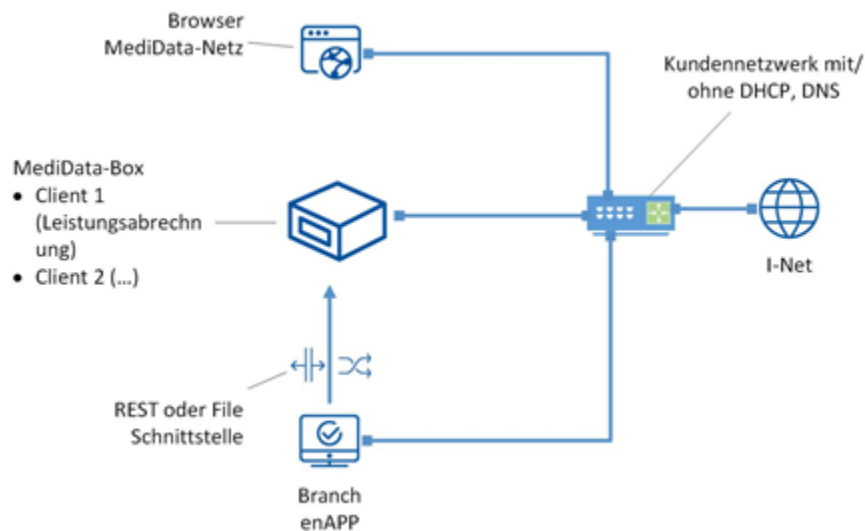 Browser
MediData-Netz
Kundennetzwerk mit/
ohne DHCP, DNS
MediData-Box
• Client 1
(Leistungsabrechn
ung)
• Client 2 (...)
I-Net
REST oder File
Schnittstelle
Branch
enAPP